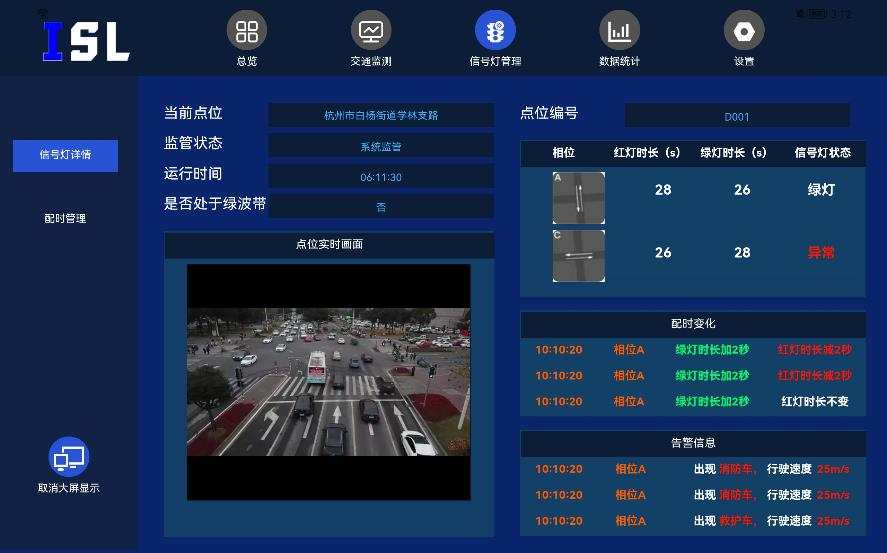 3:12
ISL
总览
交通监测
信号灯管理
数据统计
设置
信号灯详情
配时管理
取消大屏显示
当前点位 杭州市白杨街道学林支路
监管状态 系统监管
运行时间 06:11:30
是否处于绿波带 否
点位实时画面
点位编号 D001
相位 红灯时长（s） 绿灯时长（s） 信号灯状态
A 28 26 绿灯
C 26 28 异常
配时变化
10:10:20 相位A 绿灯时长加2秒 红灯时长减2秒
10:10:20 相位A 绿灯时长加2秒 红灯时长减2秒
10:10:20 相位A 绿灯时长加2秒 红灯时长不变
告警信息
10:10:20 相位A 出现 消防车， 行驶速度 25m/s
10:10:20 相位A 出现 消防车， 行驶速度 25m/s
10:10:20 相位A 出现 救护车， 行驶速度 25m/s